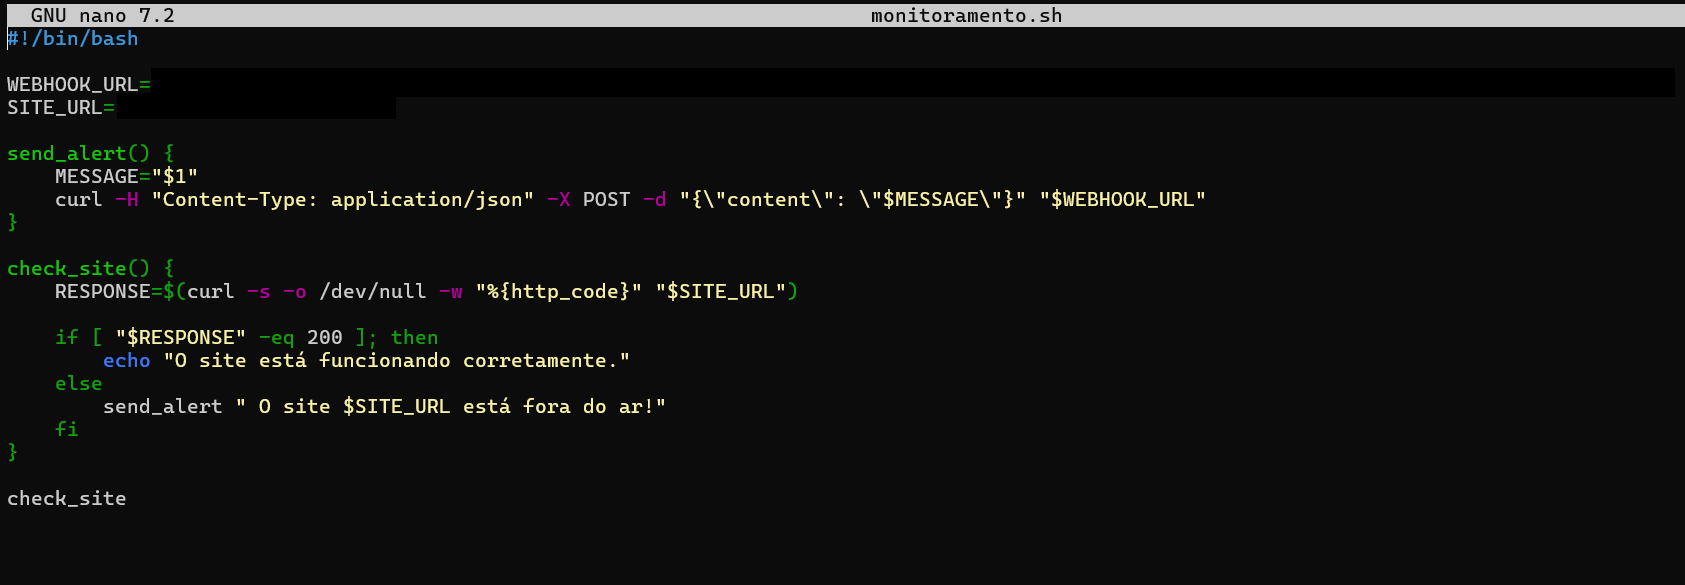 GNU nano 7.2 monitoramento.sh
#!/bin/bash
WEBHOOK_URL=
SITE_URL=
send_alert() {
    MESSAGE="$1"
    curl -H "Content-Type: application/json" -X POST -d "{\"content\": \"$MESSAGE\"}" "$WEBHOOK_URL"
}
check_site() {
    RESPONSE=$(curl -s -o /dev/null -w "%{http_code}" "$SITE_URL")
    if [ "$RESPONSE" -eq 200 ]; then
        echo "O site está funcionando corretamente."
    else
        send_alert " O site $SITE_URL está fora do ar!"
    fi
}
check_site